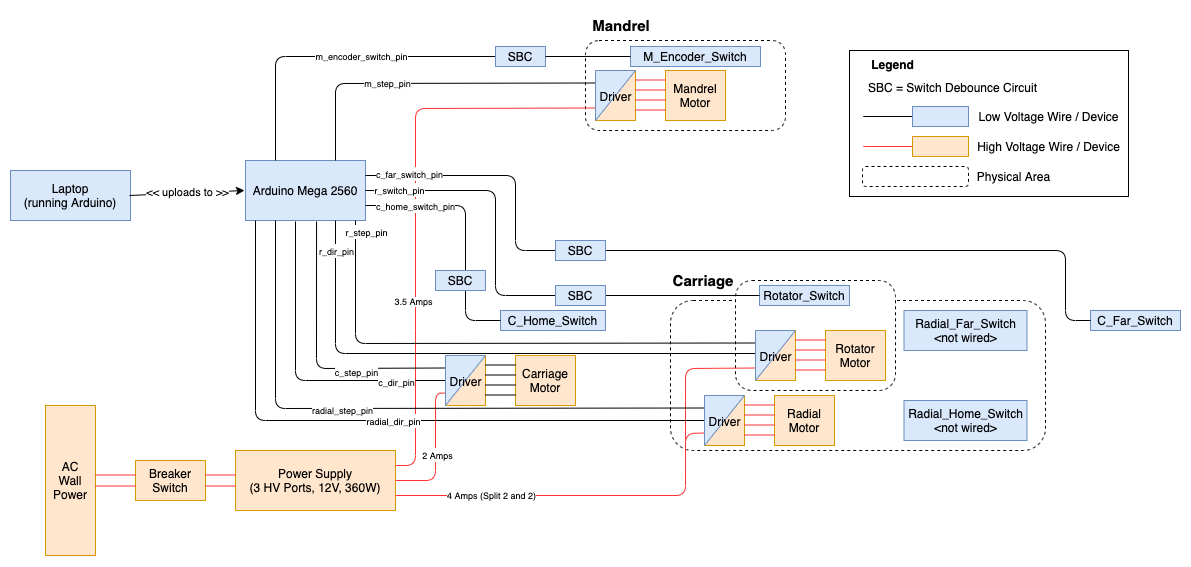 Mandrel
m_encoder_switch_pin
SBC
M_Encoder_Switch
m_step_pin
Driver
Mandrel
Motor
Legend
SBC = Switch Debounce Circuit
Low Voltage Wire / Device
High Voltage Wire / Device
Physical Area
Laptop
(running Arduino)
<< uploads to >>
Arduino Mega 2560
c_far_switch_pin
r_switch_pin
c_home_switch_pin
r_step_pin
r_dir_pin
SBC
SBC
SBC
3.5 Amps
C_Home_Switch
Carriage
Rotator_Switch
Radial_Far_Switch
<not wired>
C_Far_Switch
Driver
Rotator
Motor
c_step_pin
c_dir_pin
Driver
Carriage
Motor
radial_step_pin
radial_dir_pin
Driver
Radial
Motor
Radial_Home_Switch
<not wired>
AC
Wall
Power
Breaker
Switch
Power Supply
(3 HV Ports, 12V, 360W)
2 Amps
4 Amps (Split 2 and 2)